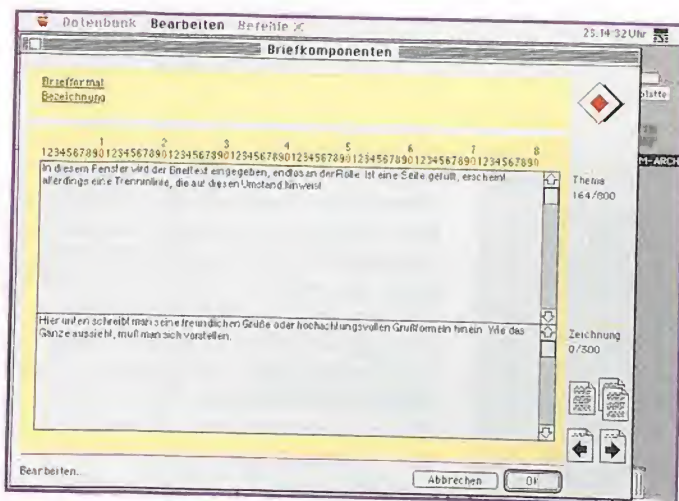 Datenbank Bearbeiten Befehle ⌘
23:14:32 Uhr
Briefkomponenten
Briefformat
Bezeichnung
platte
1 2 3 4 5 6 7 8
12345678901234567890123456789012345678901234567890123456789012345678901234567890
In diesem Fenster wird der Brieftext eingegeben, endlos an der Rolle. Ist eine Seite gefüllt, erscheint
allerdings eine Trennlinie, die auf diesen Umstand hinweist.
M-ARCH
Thema
164/800
Hier unten schreibt man seine freundlichen Grüße oder hochachtungsvollen Grußformeln hinein. Wie das
Ganze aussieht, muß man sich vorstellen.
Zeichnung
0/300
Bearbeiten...
Abbrechen
OK